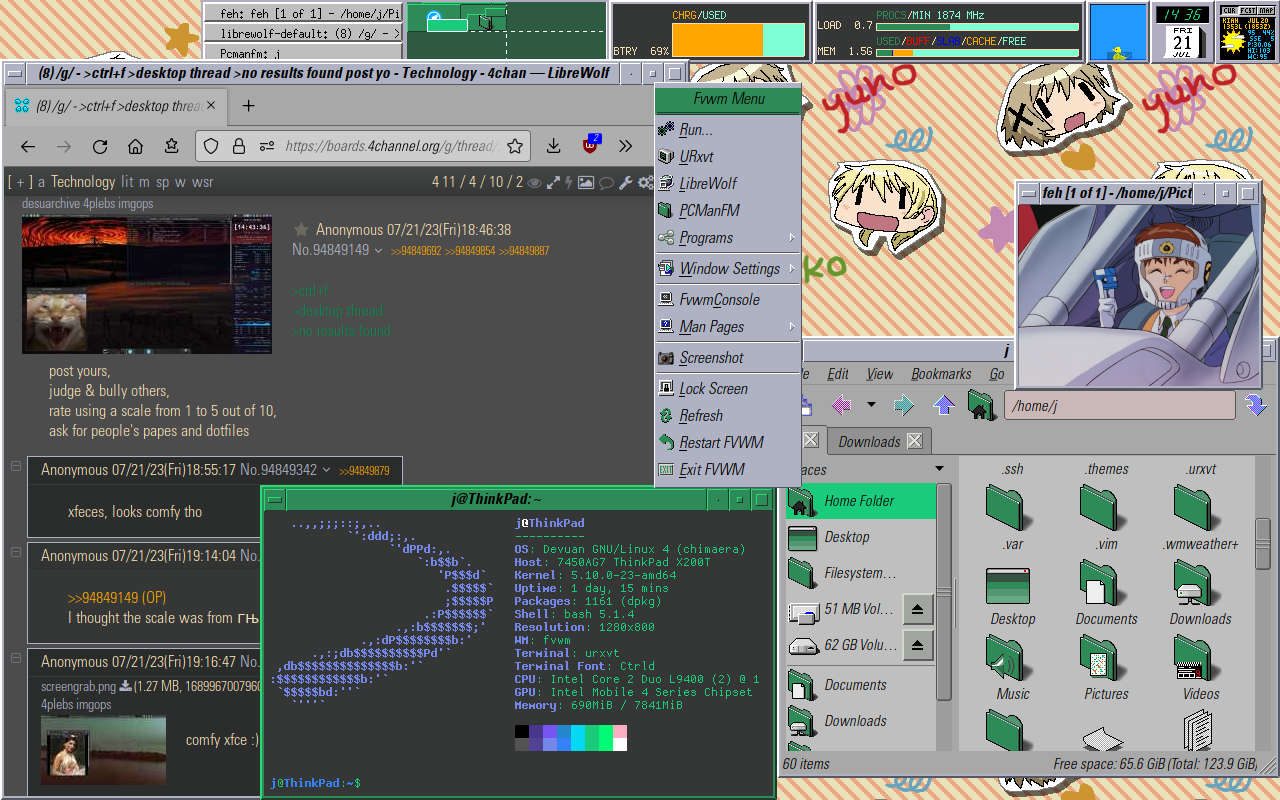 feh: feh [1 of 1] - /home/j/Pi
librewolf-default: (8) /g/ - >
Pcmanfm: j
CHRG/USED
BTRY 69%
PROCS/MIN 1874 MHz
LOAD 0.7
USED/BUFF/SLAB/CACHE/FREE
MEM 1.5G
14 36
FRI
21
JUL
CUR FCST MAP
(8) /g/ - >ctrl+f >desktop thread >no results found post yo - Technology - 4chan — LibreWolf
(8) /g/ - >ctrl+f >desktop threa
https://boards.4channel.org/g/thread/
2
[ + ] a Technology lit m sp w wsr
4 11 / 4 / 10 / 2
desuarchive 4plebs imgops
[14:43:36]
Anonymous 07/21/23(Fri)18:46:38
No.94849149 >>94849692 >>94849854 >>94849887
>ctrl+f
>desktop thread
>no results found
post yours,
judge & bully others,
rate using a scale from 1 to 5 out of 10,
ask for people's papes and dotfiles
Anonymous 07/21/23(Fri)18:55:17 No.94849342 >>94849879
xfeces, looks comfy tho
Anonymous 07/21/23(Fri)19:14:04 No.
>>94849149 (OP)
I thought the scale was from гњ
Anonymous 07/21/23(Fri)19:16:47 No.
screengrab.png (1.27 MB, 1689967007960
4plebs imgops
comfy xfce :)
Fvwm Menu
Run...
URxvt
LibreWolf
PCManFM
Programs
Window Settings
FvwmConsole
Man Pages
Screenshot
Lock Screen
Refresh
Restart FVWM
EXIT Exit FVWM
yuno
yuno
ko
feh [1 of 1] - /home/j/Pict
j@ThinkPad: ~
j@ThinkPad
----------
OS: Devuan GNU/Linux 4 (chimaera)
Host: 7450AG7 ThinkPad X200T
Kernel: 5.10.0-23-amd64
Uptime: 1 day, 15 mins
Packages: 1161 (dpkg)
Shell: bash 5.1.4
Resolution: 1280x800
WM: fvwm
Terminal: urxvt
Terminal Font: Ctrld
CPU: Intel Core 2 Duo L9400 (2) @ 1
GPU: Intel Mobile 4 Series Chipset
Memory: 690MiB / 7841MiB
j@ThinkPad:~$
j
Edit View Bookmarks Go
/home/j
Downloads
aces
Home Folder
Desktop
Filesystem...
51 MB Vol...
62 GB Volu...
Documents
Downloads
.ssh .themes .urxvt
.var .vim .wmweather+
Desktop Documents Downloads
Music Pictures Videos
60 items
Free space: 65.6 GiB (Total: 123.9 GiB)